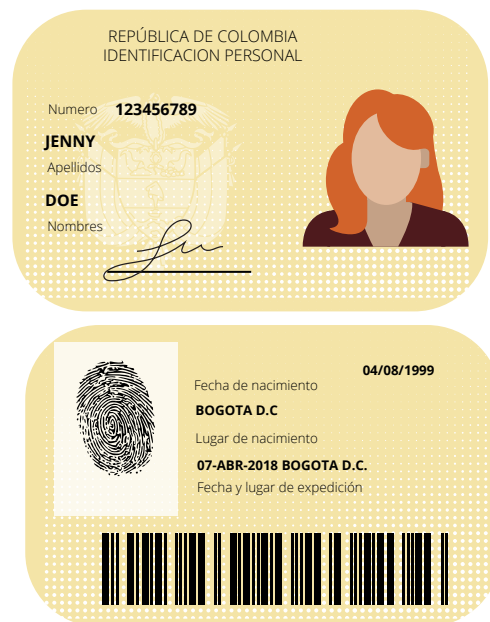 REPÚBLICA DE COLOMBIA
IDENTIFICACION PERSONAL
Numero 123456789
JENNY
Apellidos
DOE
Nombres
04/08/1999
Fecha de nacimiento
BOGOTA D.C
Lugar de nacimiento
07-ABR-2018 BOGOTA D.C.
Fecha y lugar de expedición